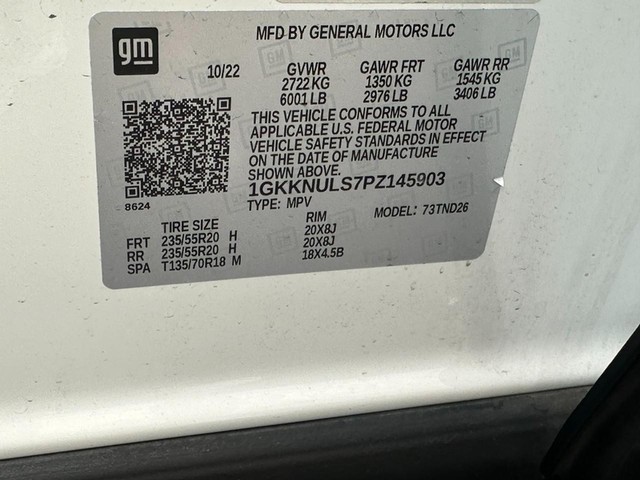 gm
MFD BY GENERAL MOTORS LLC
10/22 GVWR GAWR FRT GAWR RR
2722 KG 1350 KG 1545 KG
6001 LB 2976 LB 3406 LB
THIS VEHICLE CONFORMS TO ALL
APPLICABLE U.S. FEDERAL MOTOR
VEHICLE SAFETY STANDARDS IN EFFECT
ON THE DATE OF MANUFACTURE
SHOWN ABOVE.
1GKKNULS7PZ145903
8624
TYPE: MPV MODEL: 73TND26
TIRE SIZE RIM
FRT 235/55R20 H 20X8J
RR 235/55R20 H 20X8J
SPA T135/70R18 M 18X4.5B